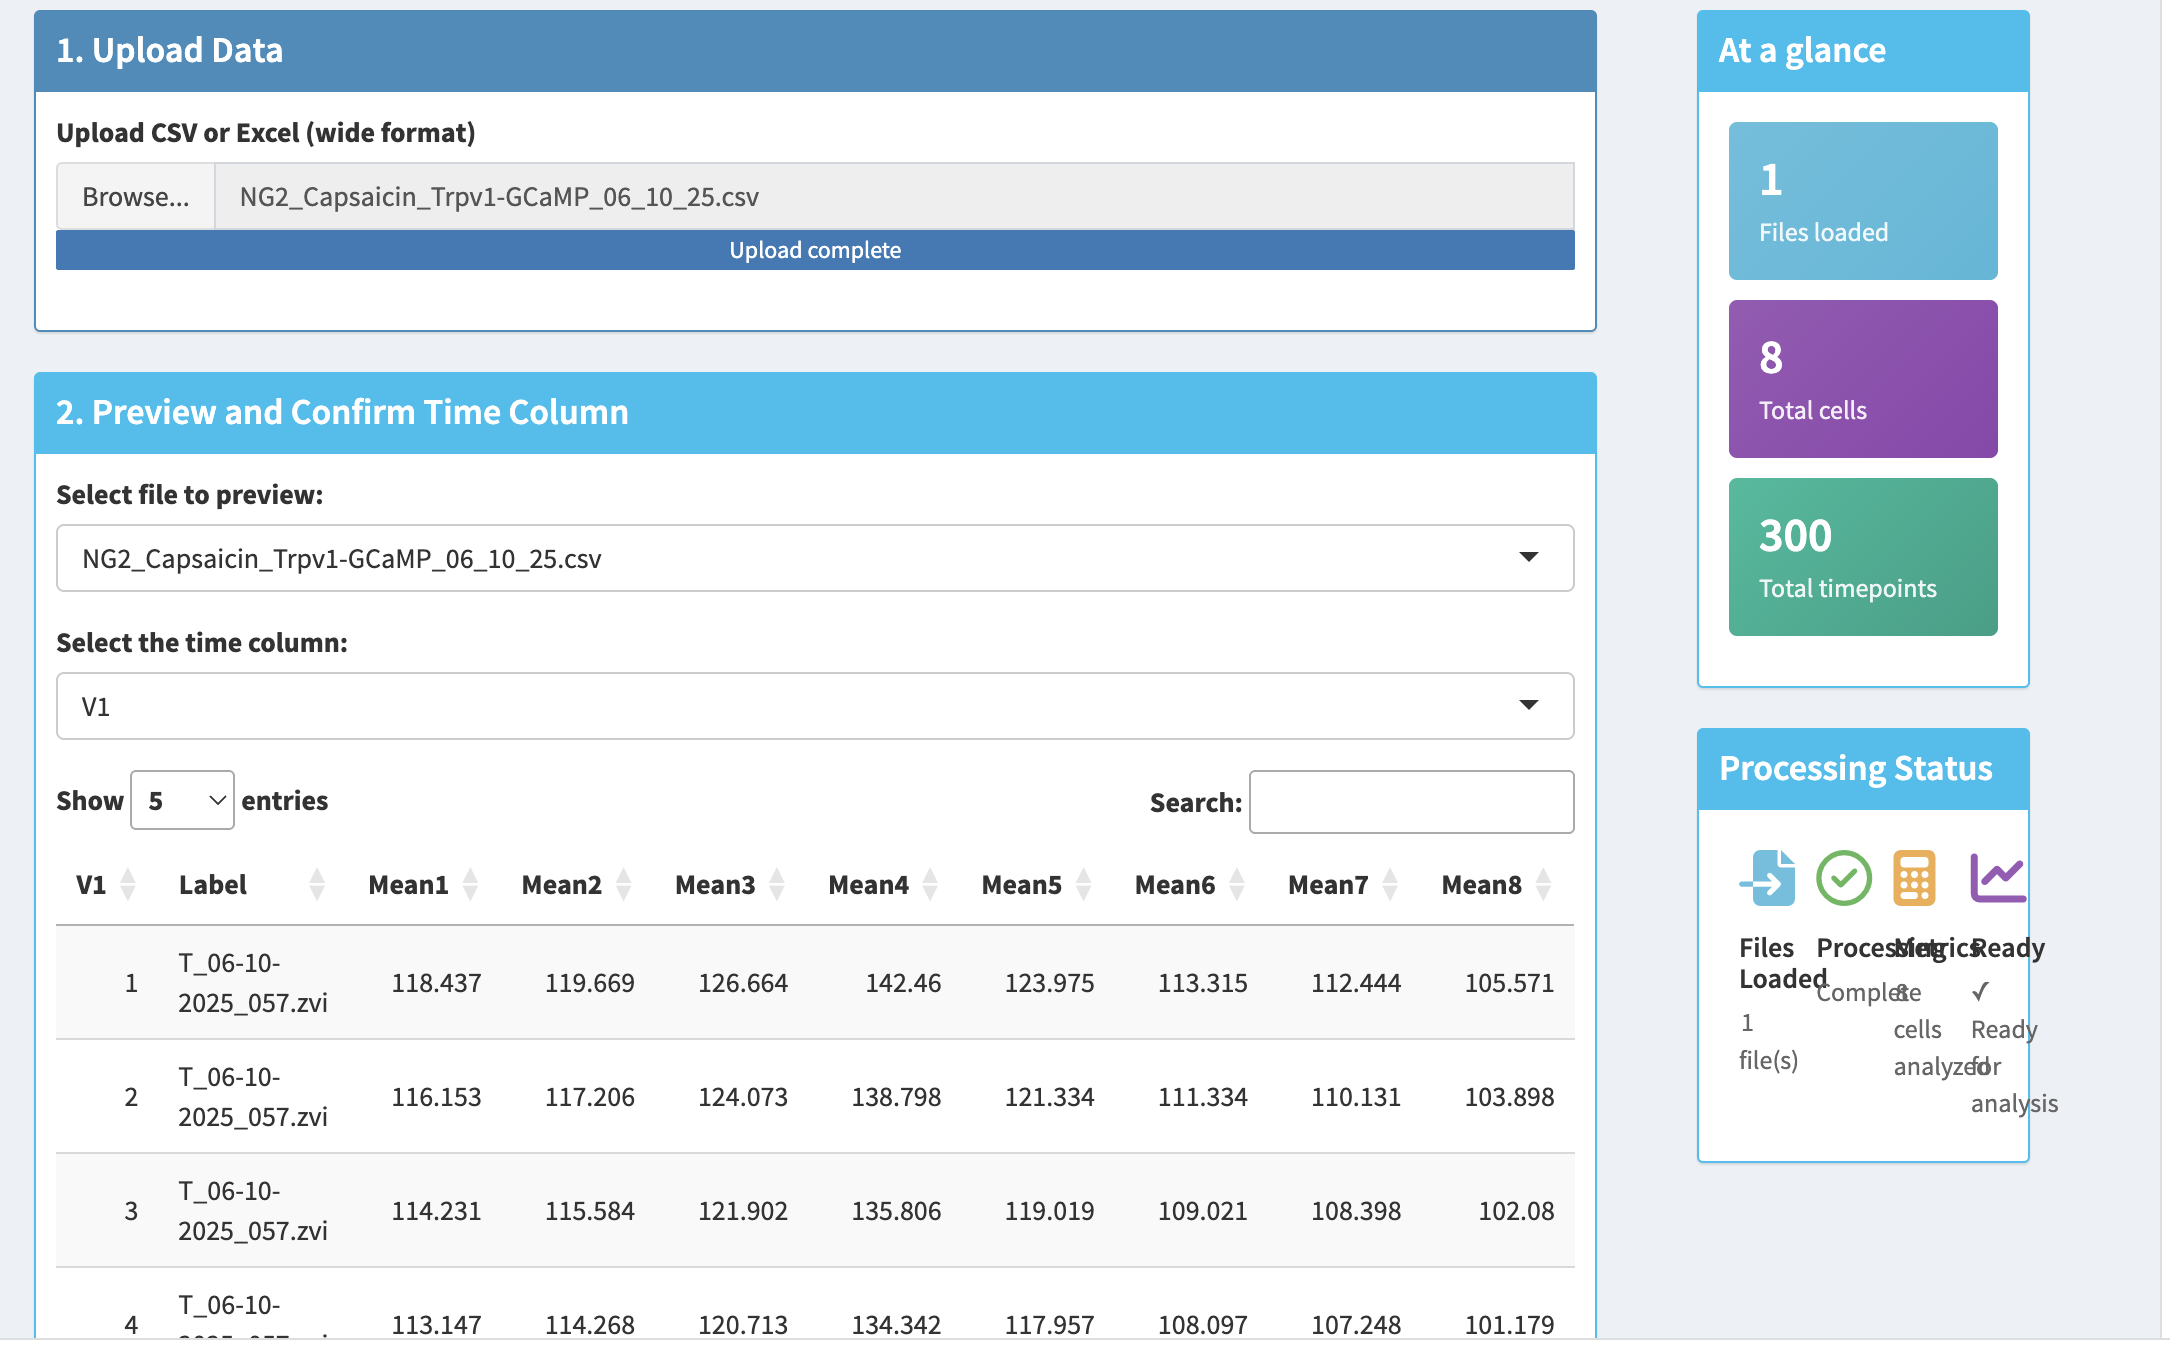 1. Upload Data
Upload CSV or Excel (wide format)
Browse... NG2_Capsaicin_Trpv1-GCaMP_06_10_25.csv
Upload complete
2. Preview and Confirm Time Column
Select file to preview:
NG2_Capsaicin_Trpv1-GCaMP_06_10_25.csv
Select the time column:
V1
Show 5 entries Search:
V1 Label Mean1 Mean2 Mean3 Mean4 Mean5 Mean6 Mean7 Mean8
T_06-10-
1 118.437 119.669 126.664 142.46 123.975 113.315 112.444 105.571
2025_057.zvi
T_06-10-
2 116.153 117.206 124.073 138.798 121.334 111.334 110.131 103.898
2025_057.zvi
T_06-10-
3 114.231 115.584 121.902 135.806 119.019 109.021 108.398 102.08
2025_057.zvi
T_06-10-
4 113.147 114.268 120.713 134.342 117.957 108.097 107.248 101.179
At a glance
1
Files loaded
8
Total cells
300
Total timepoints
Processing Status
Files
Loaded
1
file(s)
Processing
Complete
Metrics
8
cells
analyzed
Ready
✓
Ready
for
analysis